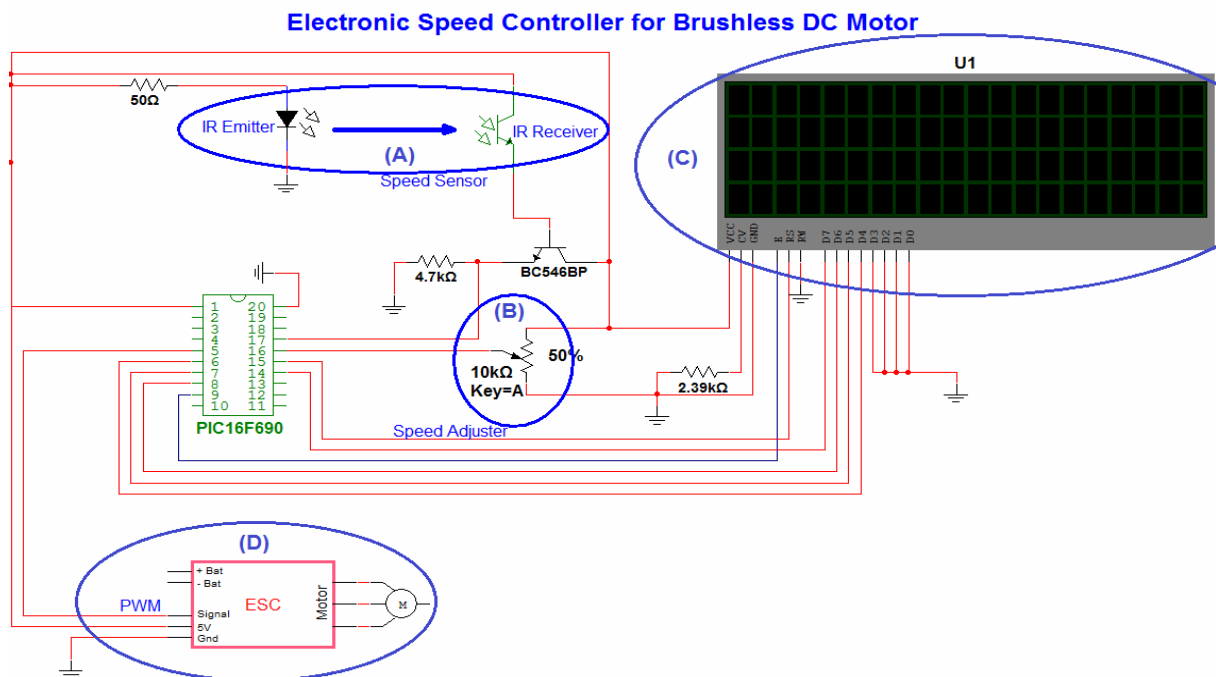 Electronic Speed Controller for Brushless DC Motor
U1
50Ω
IR Emitter
IR Receiver
(A)
Speed Sensor
(C)
VCC
CV
GND
E
RS
RW
D7
D6
D5
D4
D3
D2
D1
D0
BC546BP
4.7kΩ
(B)
50%
10kΩ
Key=A
2.39kΩ
1 20
2 19
3 18
4 17
5 16
6 15
7 14
8 13
9 12
10 11
PIC16F690
Speed Adjuster
(D)
+ Bat
- Bat
PWM
ESC
Motor
M
Signal
5V
Gnd